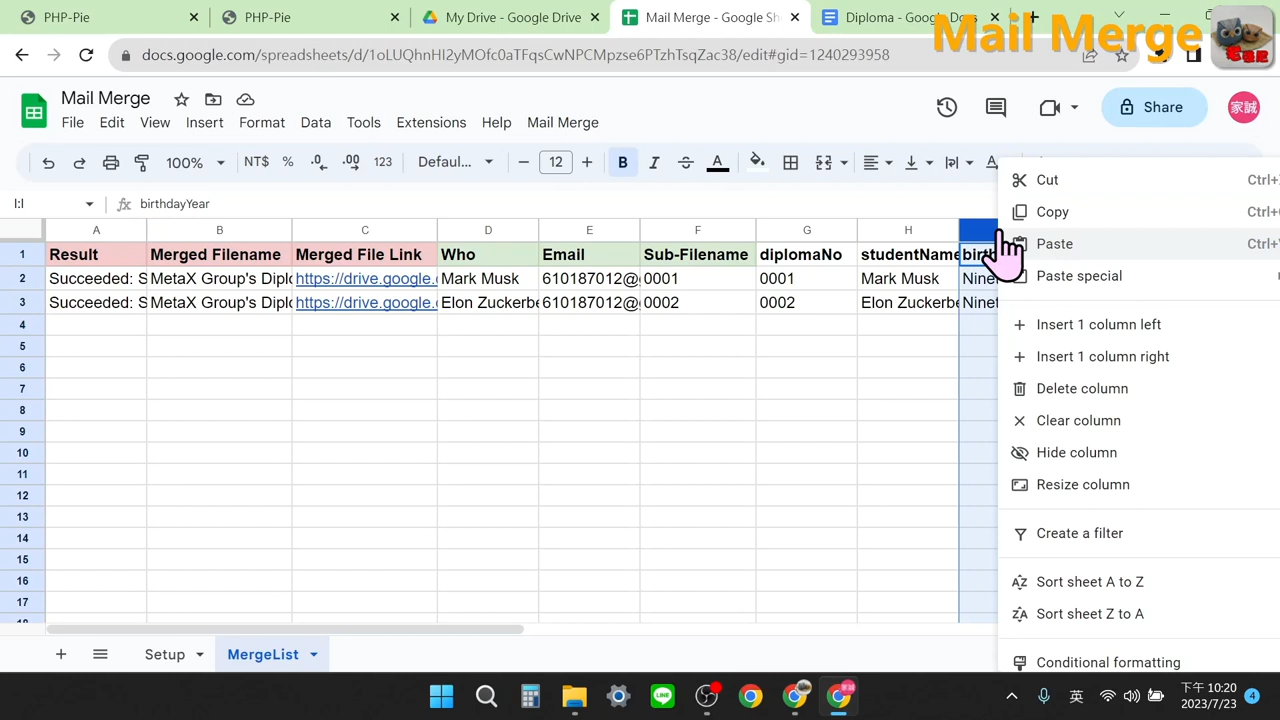 PHP-Pie
PHP-Pie
My Drive - Google Drive
Mail Merge - Google Sh
Diploma - Google Docs
Mail Merge
docs.google.com/spreadsheets/d/1oLUOhnHI2yMOf9aTFgsCwNPCMpzse6PTzhTsqZac38/edit#gid=1240293958
Mail Merge
File Edit View Insert Format Data Tools Extensions Help Mail Merge
Share
家誠
100% NT$ % .0 .00 123 Defaul... 12 B I S A
I:I
birthdayYear
A B C D E F G H
1 Result Merged Filename Merged File Link Who Email Sub-Filename diplomaNo studentName
2 Succeeded: S MetaX Group's Diplo https://drive.google. Mark Musk 610187012@ 0001 0001 Mark Musk
3 Succeeded: S MetaX Group's Diplo https://drive.google. Elon Zuckerbe 610187012@ 0002 0002 Elon Zuckerbe Ninet
4
5
6
7
8
9
10
11
12
13
14
15
16
17
18
Cut
Copy
Paste
Paste special
Insert 1 column left
Insert 1 column right
Delete column
Clear column
Hide column
Resize column
Create a filter
Sort sheet A to Z
Sort sheet Z to A
Conditional formatting
Setup
MergeList
英
下午 10:20
2023/7/23
4